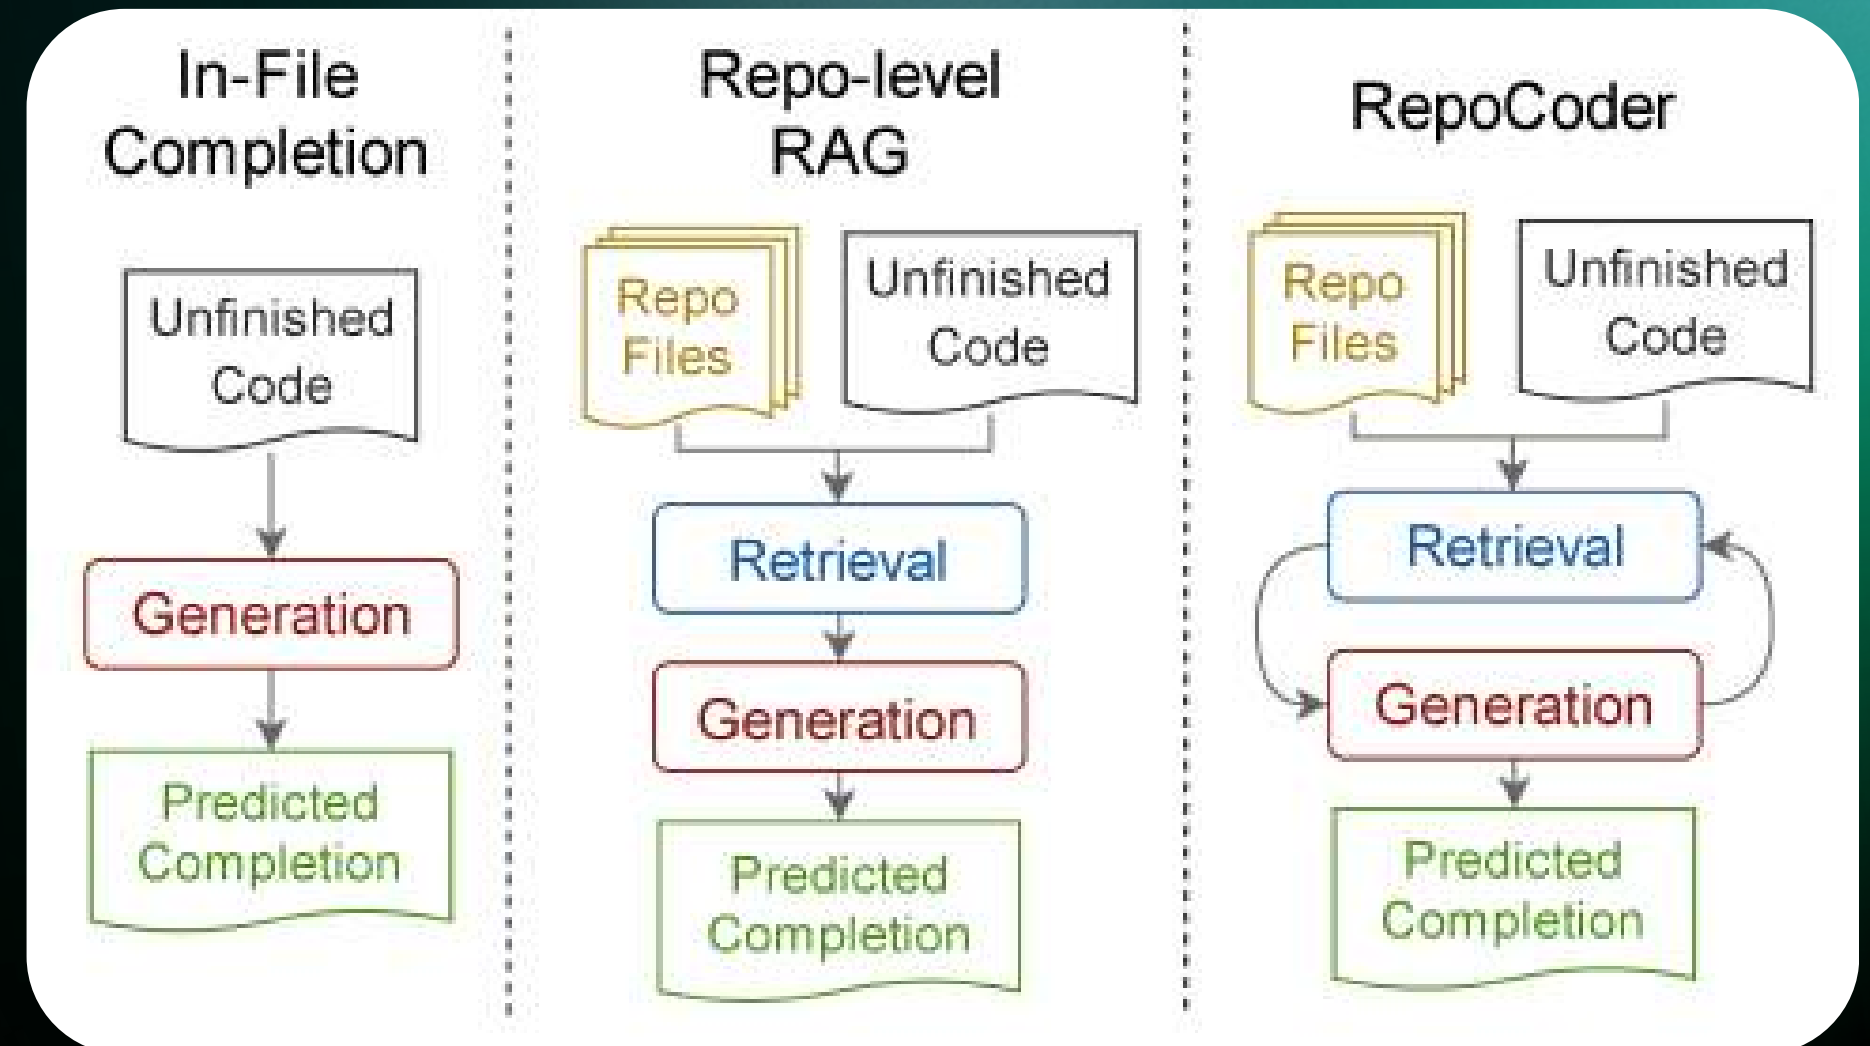 In-File
Completion
Unfinished
Code
Generation
Predicted
Completion
Repo-level
RAG
Repo
Files
Unfinished
Code
Retrieval
Generation
Predicted
Completion
RepoCoder
Repo
Files
Unfinished
Code
Retrieval
Generation
Predicted
Completion